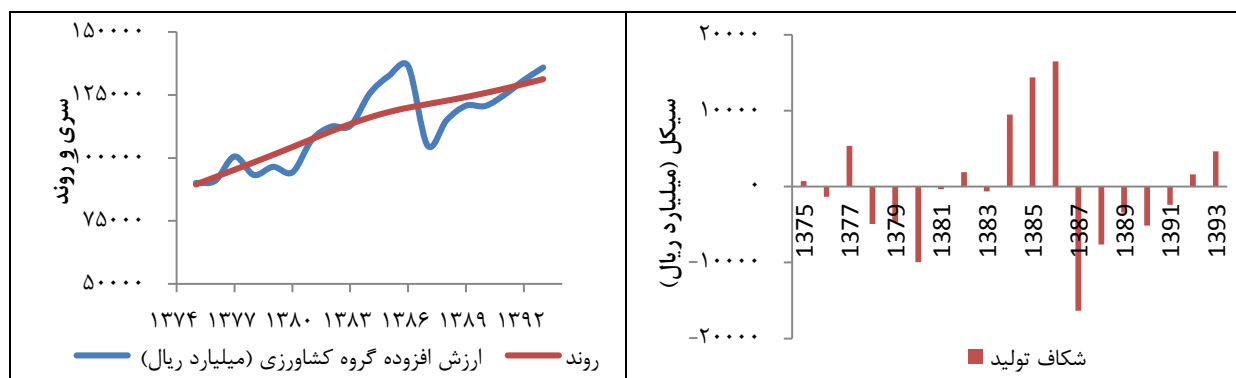 ۱۵۰۰۰۰
۱۲۵۰۰۰
۱۰۰۰۰۰
۷۵۰۰۰
۵۰۰۰۰
سری و روند
۱۳۷۴ ۱۳۷۷ ۱۳۸۰ ۱۳۸۳ ۱۳۸۶ ۱۳۸۹ ۱۳۹۲
ارزش افزوده گروه کشاورزی (میلیارد ریال)
روند
۲۰۰۰۰
۱۰۰۰۰
۰
-۱۰۰۰۰
-۲۰۰۰۰
سیکل (میلیارد ریال)
1375 1377 1379 1381 1383 1385 1387 1389 1391 1393
شکاف تولید